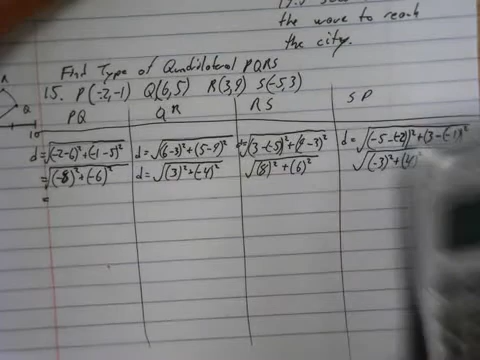 the wave to reach
the city.
Find Type of Quadilateral PQRS
15. P(-2,-1) Q(6,5) R(3,9) S(-5,3)
PQ QR RS SP
d=√(-2-6)²+(-1-5)² d=√(6-3)²+(5-9)² d=√(3-(-5))²+(9-3)² d=√(-5-(-2))²+(3-(-1))²
=√(-8)²+(-6)² d=√(3)²+(-4)² √(8)²+(6)² √(-3)²+(4)²
=
R
Q
10